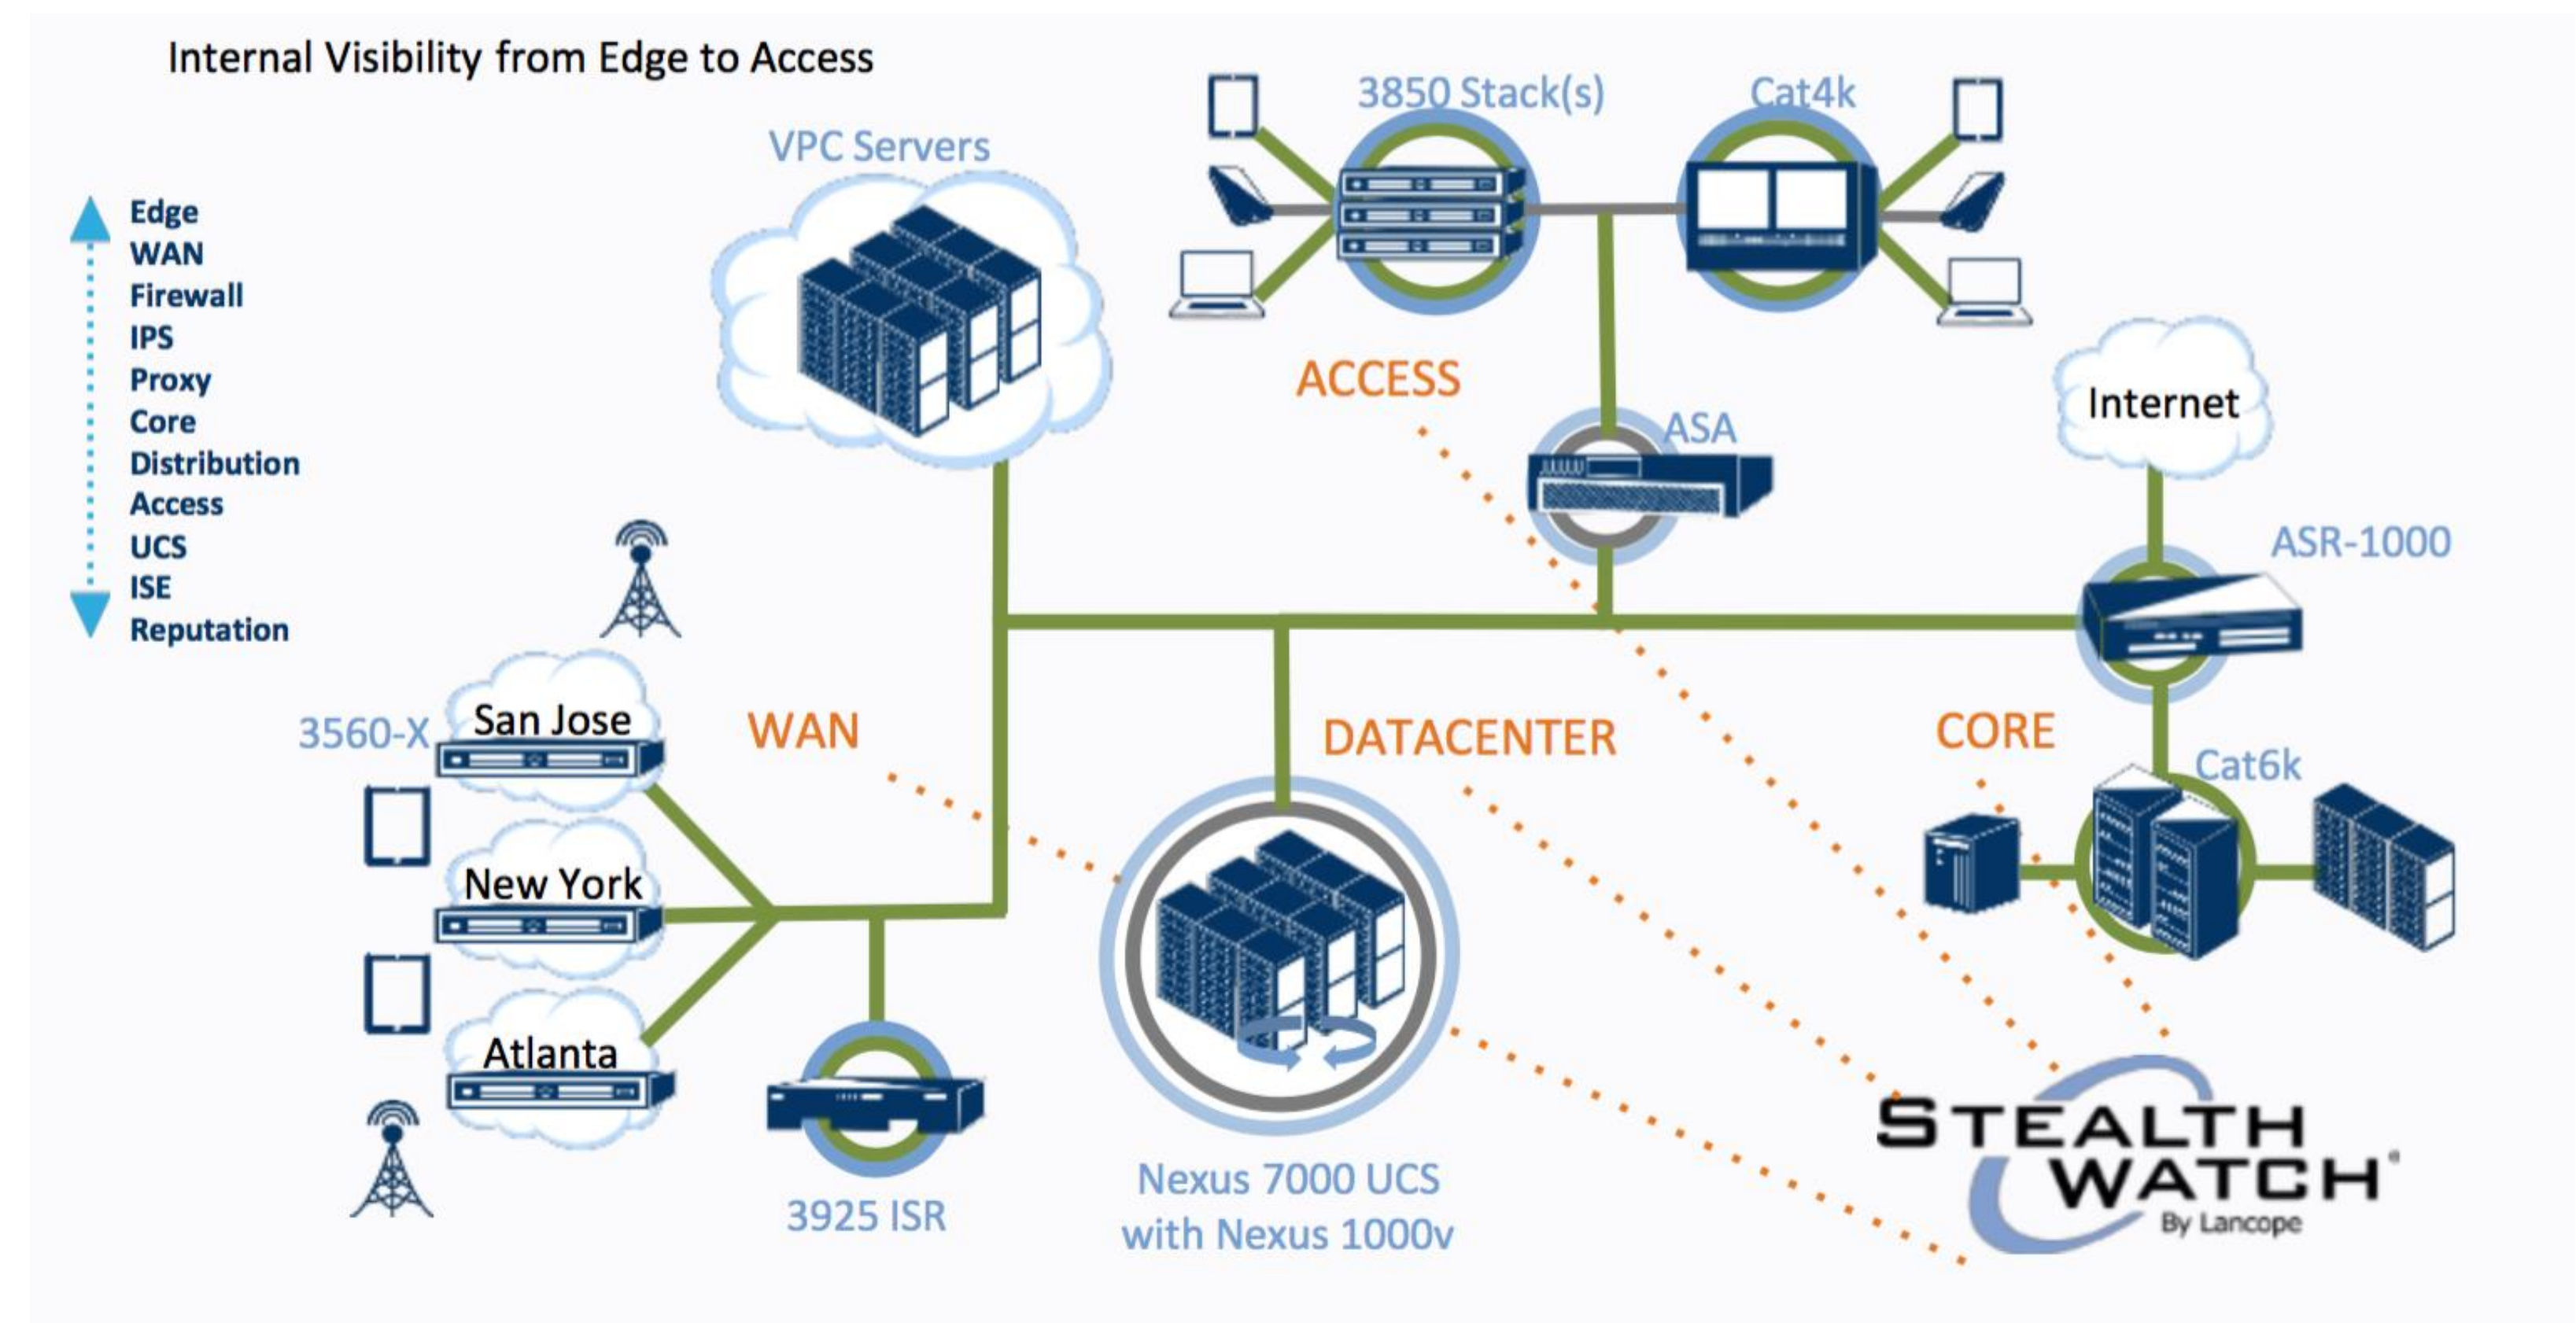 Internal Visibility from Edge to Access
VPC Servers
3850 Stack(s)
Cat4k
Edge
WAN
Firewall
IPS
Proxy
Core
Distribution
Access
UCS
ISE
Reputation
ACCESS
ASA
Internet
ASR-1000
3560-X
San Jose
New York
Atlanta
WAN
DATACENTER
CORE
Cat6k
3925 ISR
Nexus 7000 UCS
with Nexus 1000v
STEALTH
WATCH®
By Lancope